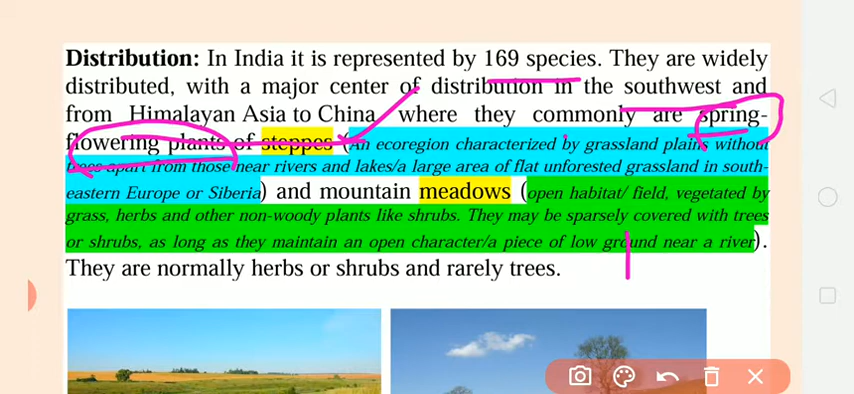 Distribution: In India it is represented by 169 species. They are widely
distributed, with a major center of distribution in the southwest and
from Himalayan Asia to China, where they commonly are spring-
flowering plants of steppes (An ecoregion characterized by grassland plains without
trees apart from those near rivers and lakes/a large area of flat unforested grassland in south-
eastern Europe or Siberia) and mountain meadows (open habitat/ field, vegetated by
grass, herbs and other non-woody plants like shrubs. They may be sparsely covered with trees
or shrubs, as long as they maintain an open character/a piece of low ground near a river).
They are normally herbs or shrubs and rarely trees.